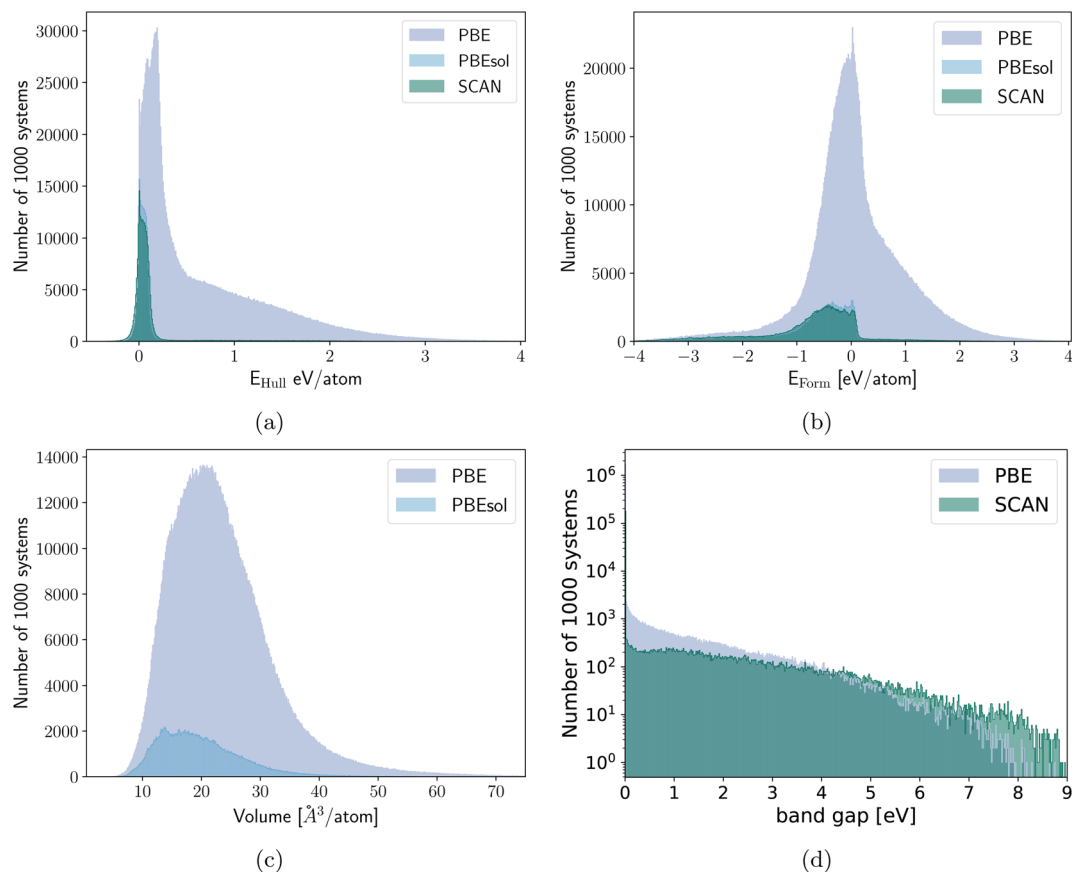 Number of 1000 systems
30000
25000
20000
15000
10000
5000
0
PBE
PBEsol
SCAN
0 1 2 3 4
E_Hull eV/atom
(a)
Number of 1000 systems
20000
15000
10000
5000
0
PBE
PBEsol
SCAN
−4 −3 −2 −1 0 1 2 3 4
E_Form [eV/atom]
(b)
Number of 1000 systems
14000
12000
10000
8000
6000
4000
2000
0
PBE
PBEsol
10 20 30 40 50 60 70
Volume [Å³/atom]
(c)
Number of 1000 systems
10⁶
10⁵
10⁴
10³
10²
10¹
10⁰
PBE
SCAN
0 1 2 3 4 5 6 7 8 9
band gap [eV]
(d)